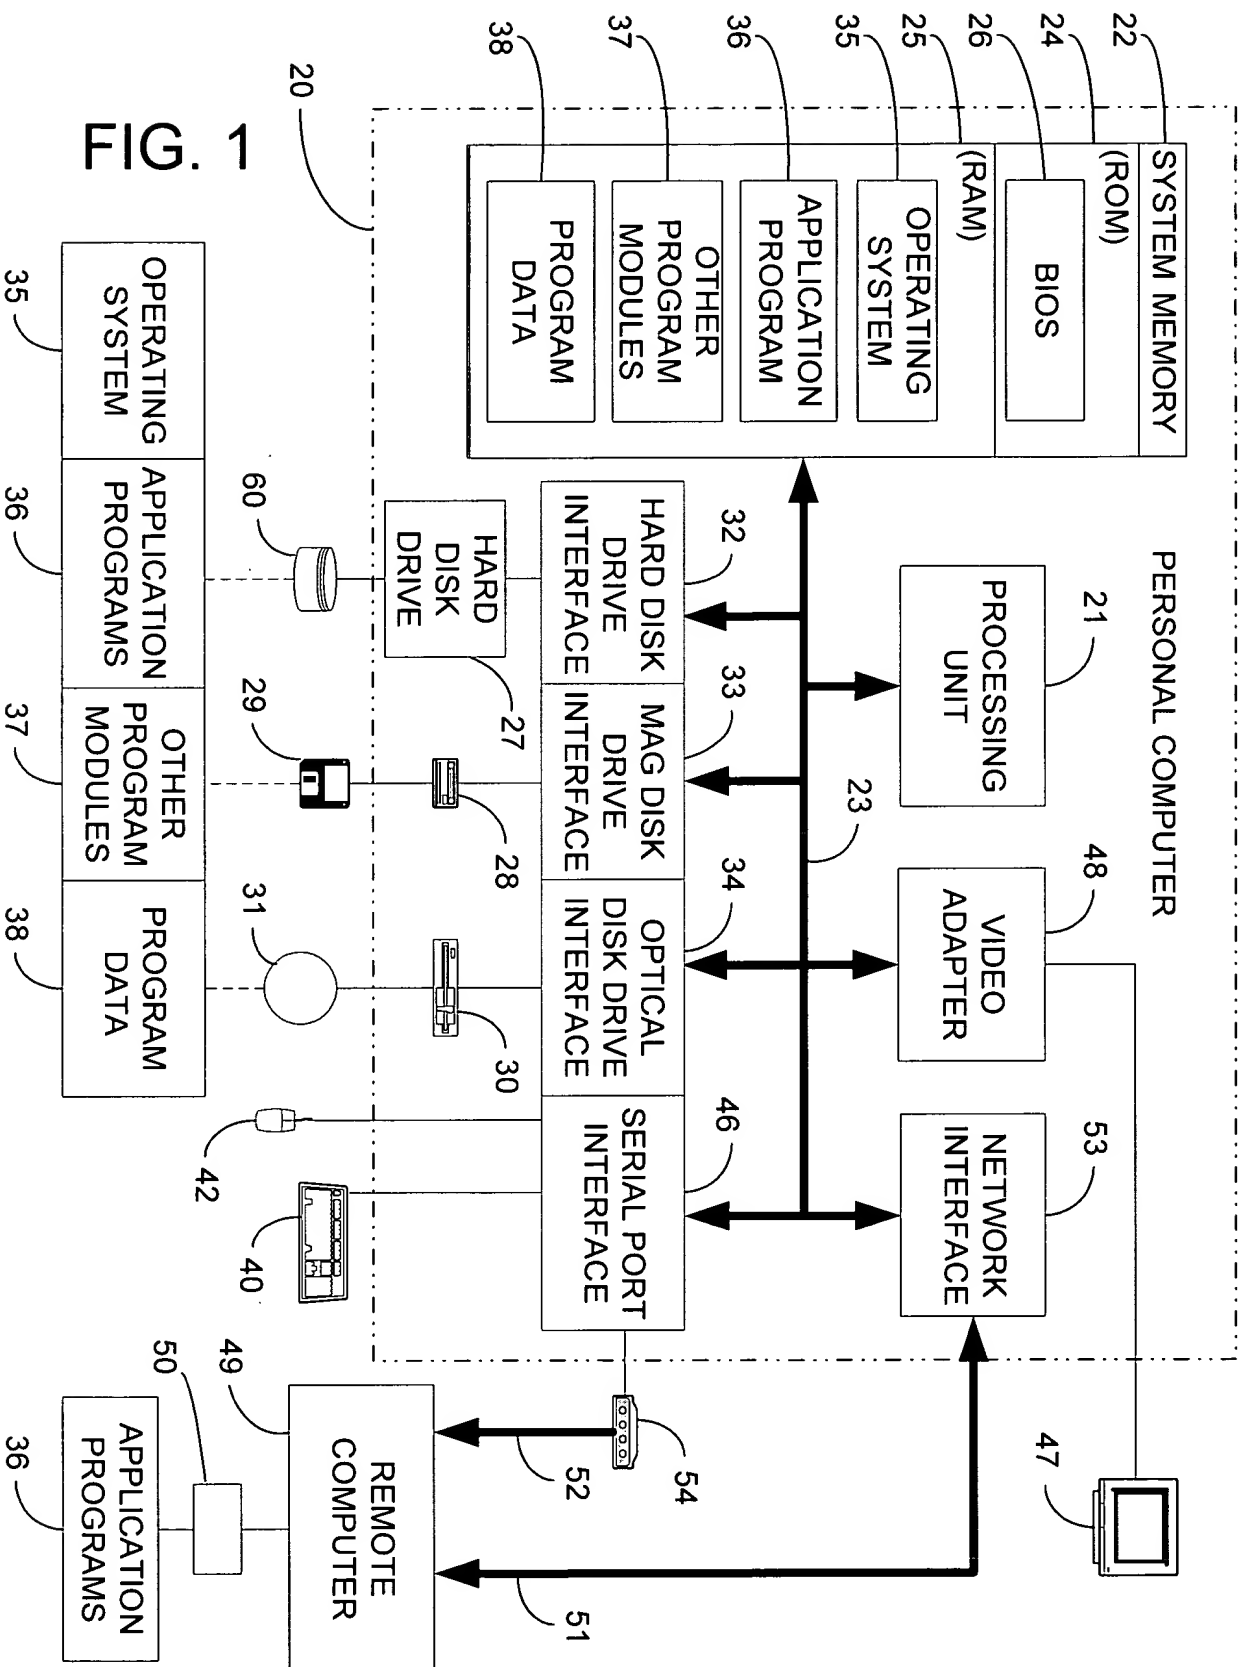 PERSONAL COMPUTER
22
SYSTEM MEMORY
24
(ROM)
26
BIOS
25
(RAM)
35
OPERATING
SYSTEM
36
APPLICATION
PROGRAM
37
OTHER
PROGRAM
MODULES
38
PROGRAM
DATA
20
21
PROCESSING
UNIT
48
VIDEO
ADAPTER
53
NETWORK
INTERFACE
47
23
32
HARD DISK
DRIVE
INTERFACE
33
MAG DISK
DRIVE
INTERFACE
34
OPTICAL
DISK DRIVE
INTERFACE
46
SERIAL PORT
INTERFACE
54
HARD
DISK
DRIVE
27
28
30
52
51
60
29
31
42
40
49
REMOTE
COMPUTER
50
OPERATING
SYSTEM
35
APPLICATION
PROGRAMS
36
OTHER
PROGRAM
MODULES
37
PROGRAM
DATA
38
APPLICATION
PROGRAMS
36
FIG. 1